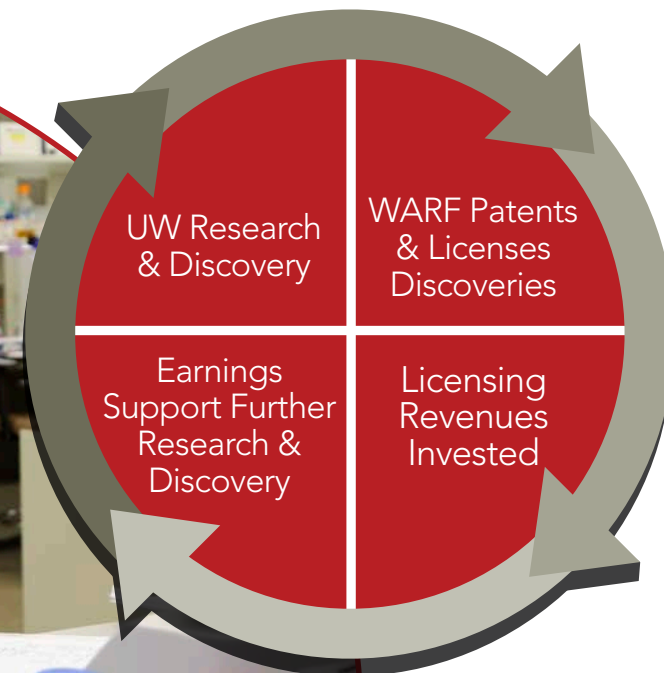 UW Research
& Discovery
WARF Patents
& Licenses
Discoveries
Earnings
Support Further
Research &
Discovery
Licensing
Revenues
Invested